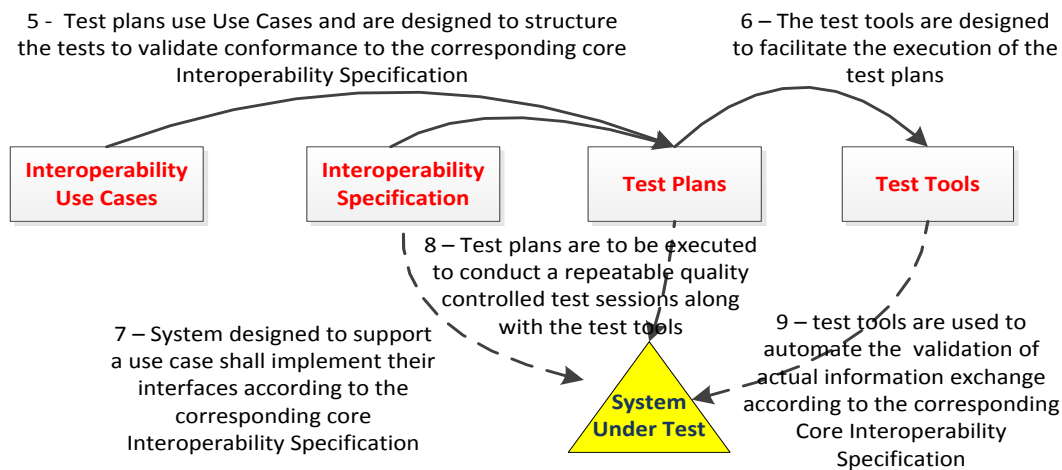 5 -  Test plans use Use Cases and are designed to structure
the tests to validate conformance to the corresponding core
Interoperability Specification
6 – The test tools are designed
to facilitate the execution of the
test plans
Interoperability
Use Cases
Interoperability
Specification
Test Plans
Test Tools
8 – Test plans are to be executed
to conduct a repeatable quality
controlled test sessions along
with the test tools
7 – System designed to support
a use case shall implement their
interfaces according to the
corresponding core
Interoperability Specification
9 – test tools are used to
automate the  validation of
actual information exchange
according to the corresponding
Core Interoperability
Specification
System
Under Test